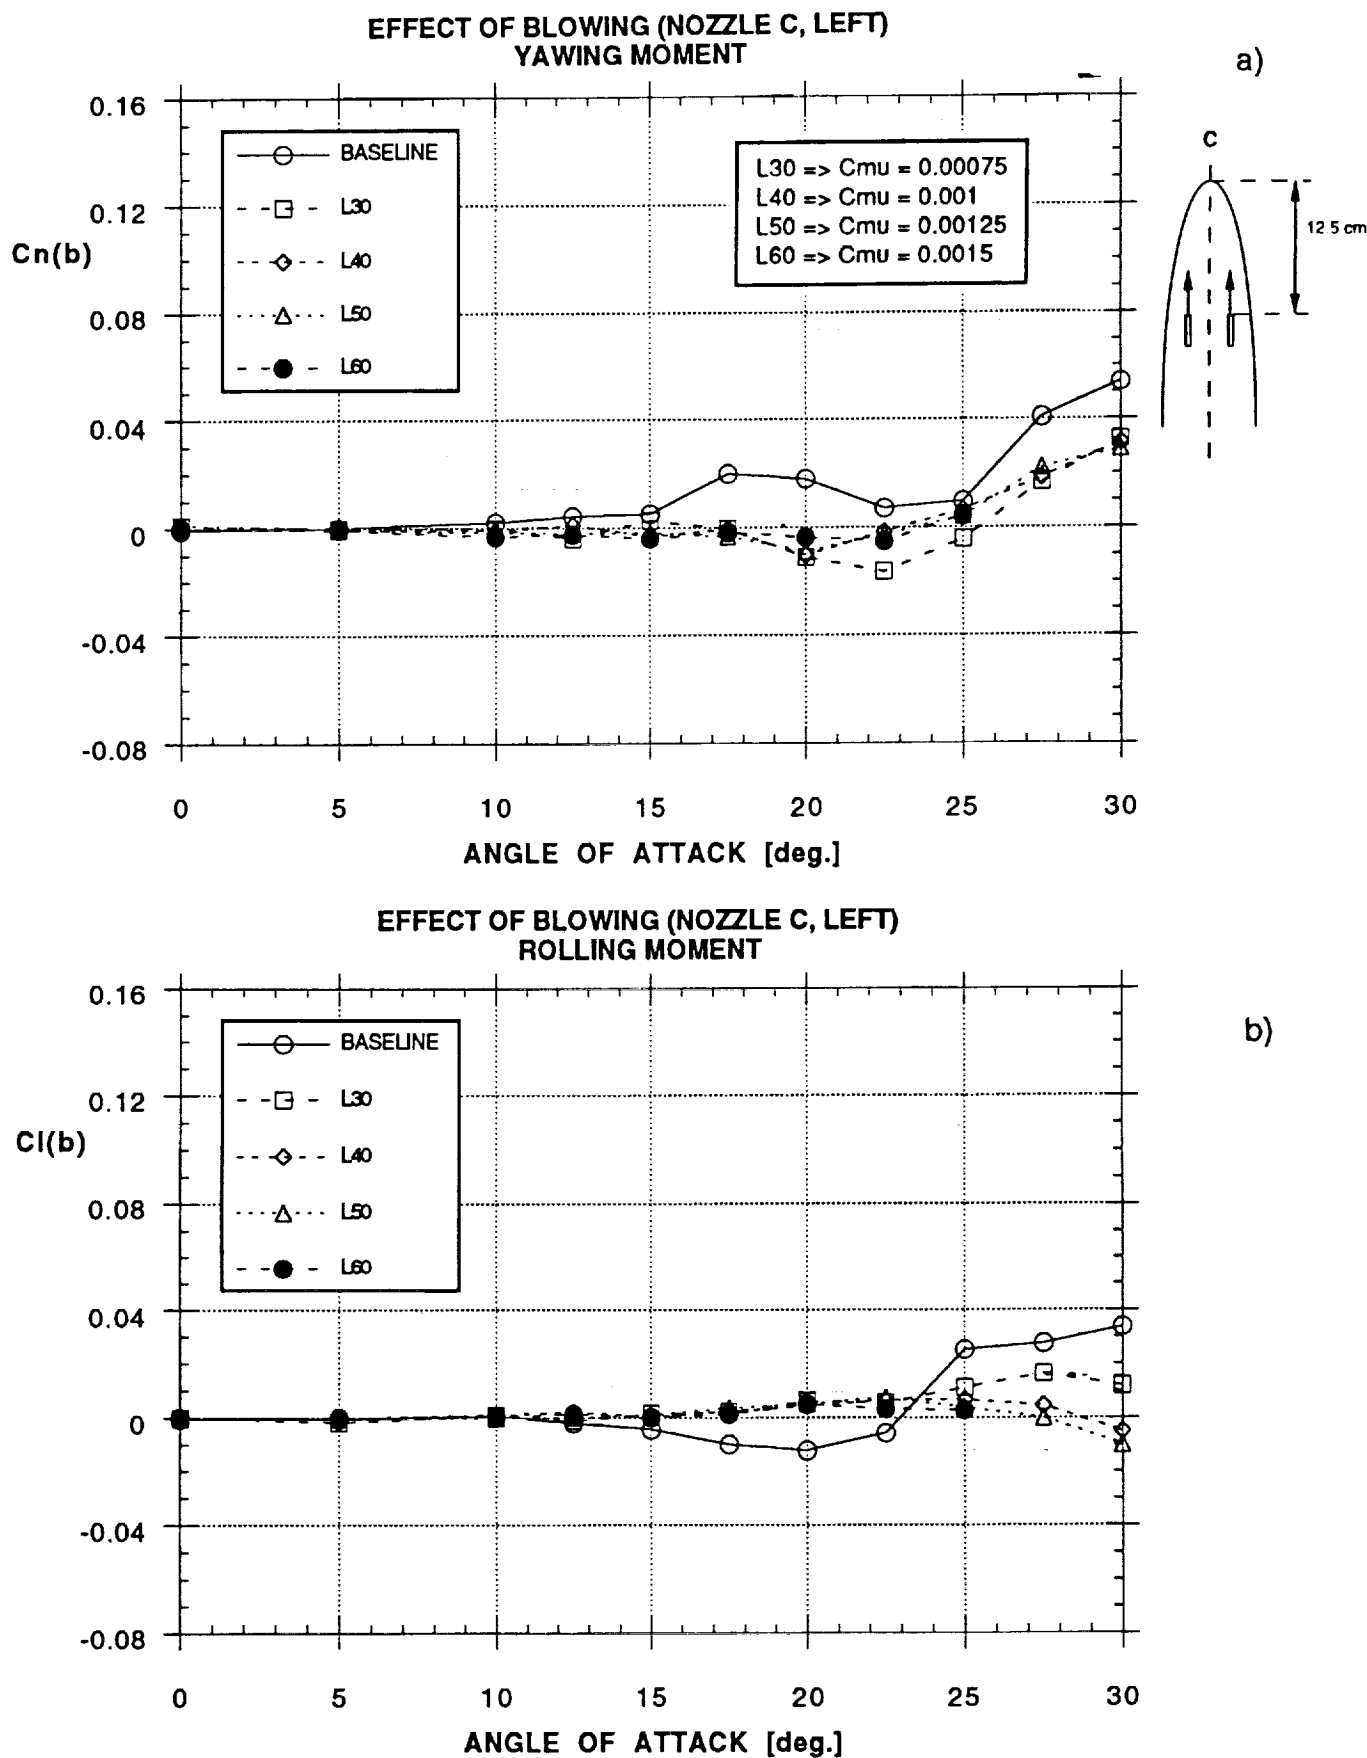 EFFECT OF BLOWING (NOZZLE C, LEFT)
YAWING MOMENT
a)
0.16
0.12
0.08
0.04
0
-0.04
-0.08
Cn(b)
BASELINE
L30
L40
L50
L60
L30 => Cmu = 0.00075
L40 => Cmu = 0.001
L50 => Cmu = 0.00125
L60 => Cmu = 0.0015
C
12.5 cm
0 5 10 15 20 25 30
ANGLE OF ATTACK [deg.]
EFFECT OF BLOWING (NOZZLE C, LEFT)
ROLLING MOMENT
b)
0.16
0.12
0.08
0.04
0
-0.04
-0.08
Cl(b)
BASELINE
L30
L40
L50
L60
0 5 10 15 20 25 30
ANGLE OF ATTACK [deg.]